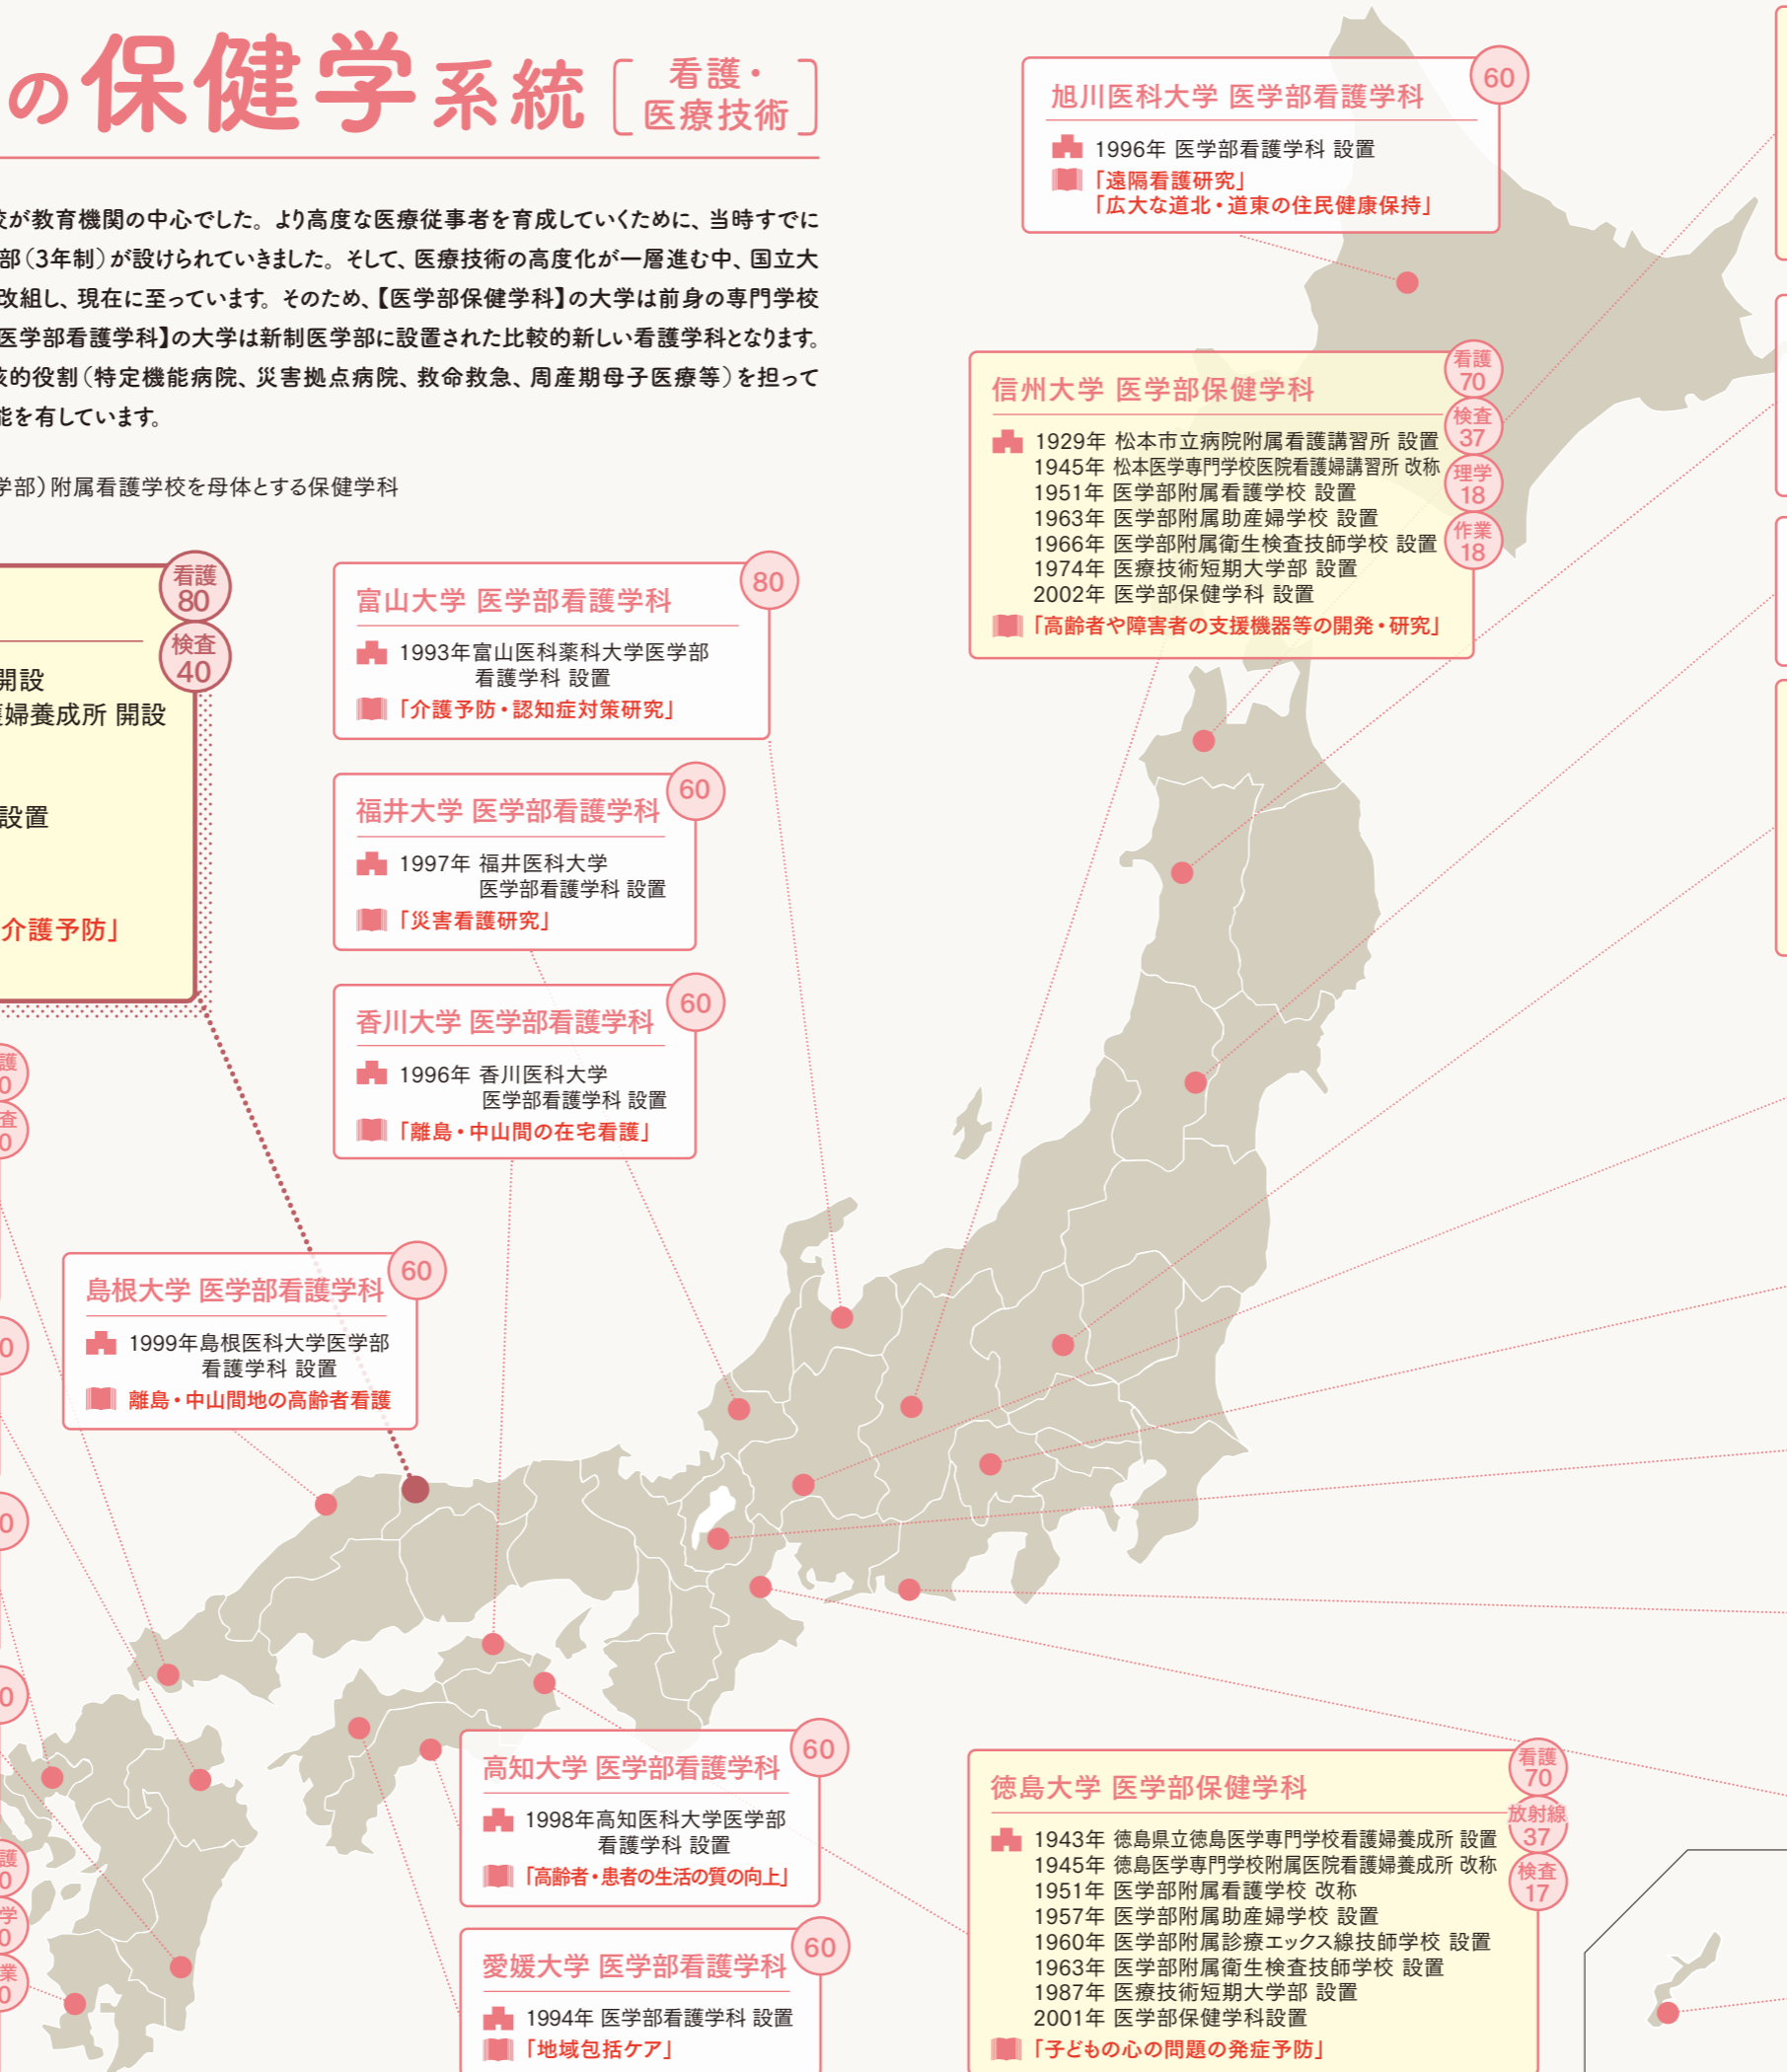 の保健学系統
看護・
医療技術
校が教育機関の中心でした。より高度な医療従事者を育成していくために、当時すでに
部（3年制）が設けられていきました。そして、医療技術の高度化が一層進む中、国立大
改組し、現在に至っています。そのため、【医学部保健学科】の大学は前身の専門学校
医学部看護学科】の大学は新制医学部に設置された比較的新しい看護学科となります。
核的役割（特定機能病院、災害拠点病院、救命救急、周産期母子医療等）を担って
能を有しています。
学部）附属看護学校を母体とする保健学科
看護
80
検査
40
開設
護婦養成所 開設
設置
介護予防」
富山大学 医学部看護学科
80
1993年富山医科薬科大学医学部
看護学科 設置
「介護予防・認知症対策研究」
福井大学 医学部看護学科
60
1997年 福井医科大学
医学部看護学科 設置
「災害看護研究」
香川大学 医学部看護学科
60
1996年 香川医科大学
医学部看護学科 設置
「離島・中山間の在宅看護」
島根大学 医学部看護学科
60
1999年島根医科大学医学部
看護学科 設置
離島・中山間地の高齢者看護
旭川医科大学 医学部看護学科
60
1996年 医学部看護学科 設置
「遠隔看護研究」
「広大な道北・道東の住民健康保持」
信州大学 医学部保健学科
看護
70
検査
37
理学
18
作業
18
1929年 松本市立病院附属看護講習所 設置
1945年 松本医学専門学校医院看護婦講習所 改称
1951年 医学部附属看護学校 設置
1963年 医学部附属助産婦学校 設置
1966年 医学部附属衛生検査技師学校 設置
1974年 医療技術短期大学部 設置
2002年 医学部保健学科 設置
「高齢者や障害者の支援機器等の開発・研究」
護
0
査
0
0
0
0
護
0
学
0
業
0
高知大学 医学部看護学科
60
1998年高知医科大学医学部
看護学科 設置
「高齢者・患者の生活の質の向上」
愛媛大学 医学部看護学科
60
1994年 医学部看護学科 設置
「地域包括ケア」
徳島大学 医学部保健学科
看護
70
放射線
37
検査
17
1943年 徳島県立徳島医学専門学校看護婦養成所 設置
1945年 徳島医学専門学校附属医院看護婦養成所 改称
1951年 医学部附属看護学校 改称
1957年 医学部附属助産婦学校 設置
1960年 医学部附属診療エックス線技師学校 設置
1963年 医学部附属衛生検査技師学校 設置
1987年 医療技術短期大学部 設置
2001年 医学部保健学科設置
「子どもの心の問題の発症予防」